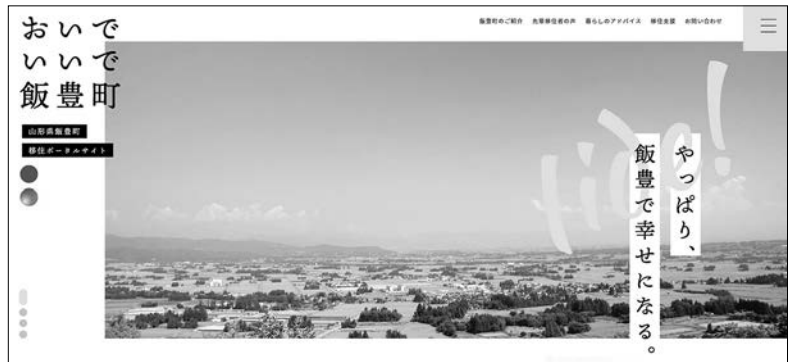 おいで
いいで
飯豊町
山形県飯豊町
移住ポータルサイト
飯豊町のご紹介 先輩移住者の声 暮らしのアドバイス 移住支援 お問い合わせ
iide!
やっぱり、
飯豊で幸せになる。